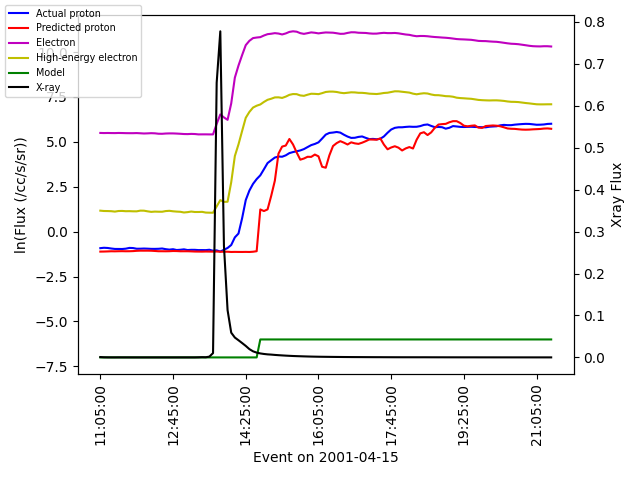 Actual proton
Predicted proton
Electron
High-energy electron
Model
X-ray
10.0
7.5
5.0
2.5
0.0
−2.5
−5.0
−7.5
ln(Flux (/cc/s/sr))
0.8
0.7
0.6
0.5
0.4
0.3
0.2
0.1
0.0
Xray Flux
11:05:00
12:45:00
14:25:00
16:05:00
17:45:00
19:25:00
21:05:00
Event on 2001-04-15